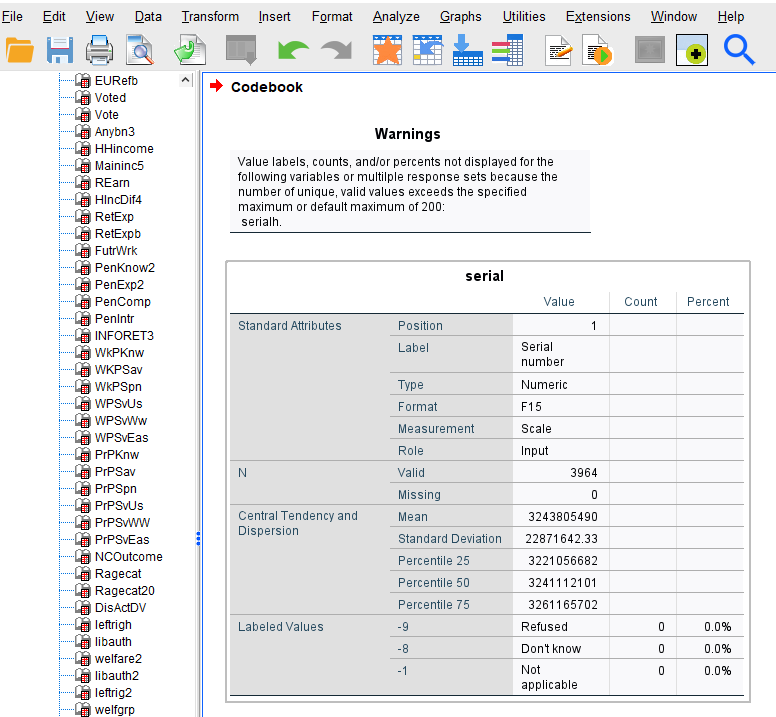 File Edit View Data Transform Insert Format Analyze Graphs Utilities Extensions Window Help
EURefb
Voted
Vote
Anybn3
HHincome
Maininc5
REarn
HIncDif4
RetExp
RetExpb
FutrWrk
PenKnow2
PenExp2
PenComp
PenIntr
INFORET3
WkPKnw
WKPSav
WkPSpn
WPSvUs
WPSvWw
WPSvEas
PrPKnw
PrPSav
PrPSpn
PrPSvUs
PrPSvWW
PrPSvEas
NCOutcome
Ragecat
Ragecat20
DisActDV
leftrigh
libauth
welfare2
libauth2
leftrig2
welfgrp
Codebook
Warnings
Value labels, counts, and/or percents not displayed for the
following variables or multilple response sets because the
number of unique, valid values exceeds the specified
maximum or default maximum of 200:
serialh.
serial
Value Count Percent
Standard Attributes Position 1
Label Serial
number
Type Numeric
Format F15
Measurement Scale
Role Input
N Valid 3964
Missing 0
Central Tendency and
Dispersion
Mean 3243805490
Standard Deviation 22871642.33
Percentile 25 3221056682
Percentile 50 3241112101
Percentile 75 3261165702
Labeled Values -9 Refused 0 0.0%
-8 Don't know 0 0.0%
-1 Not
applicable
0 0.0%